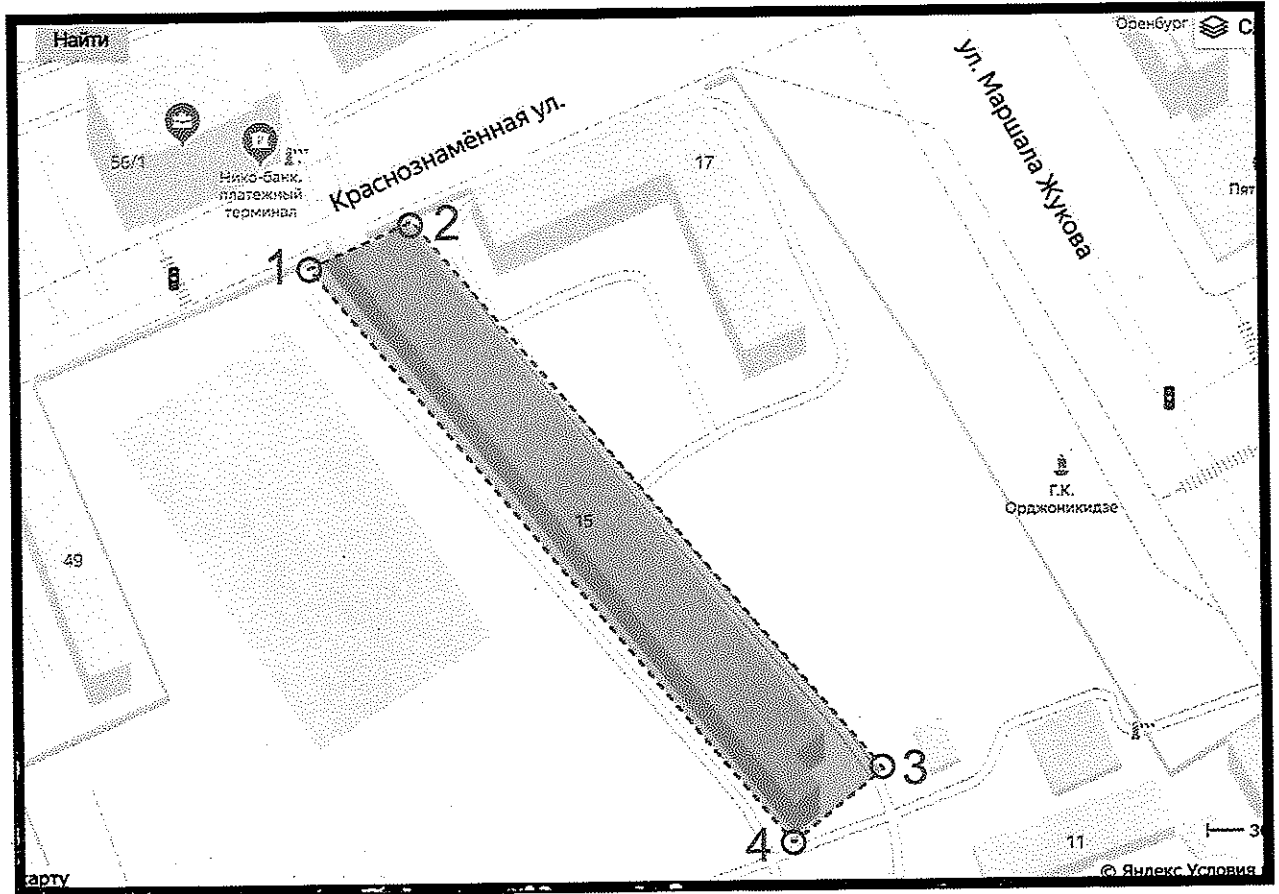 Найти
Оренбург
С
ул. Маршала Жукова
Краснознамённая ул.
56/1
Нико-банк,
платежный
терминал
17
Пят
1
2
Г.К.
Орджоникидзе
15
49
3
4
11
карту
© Яндекс Условия